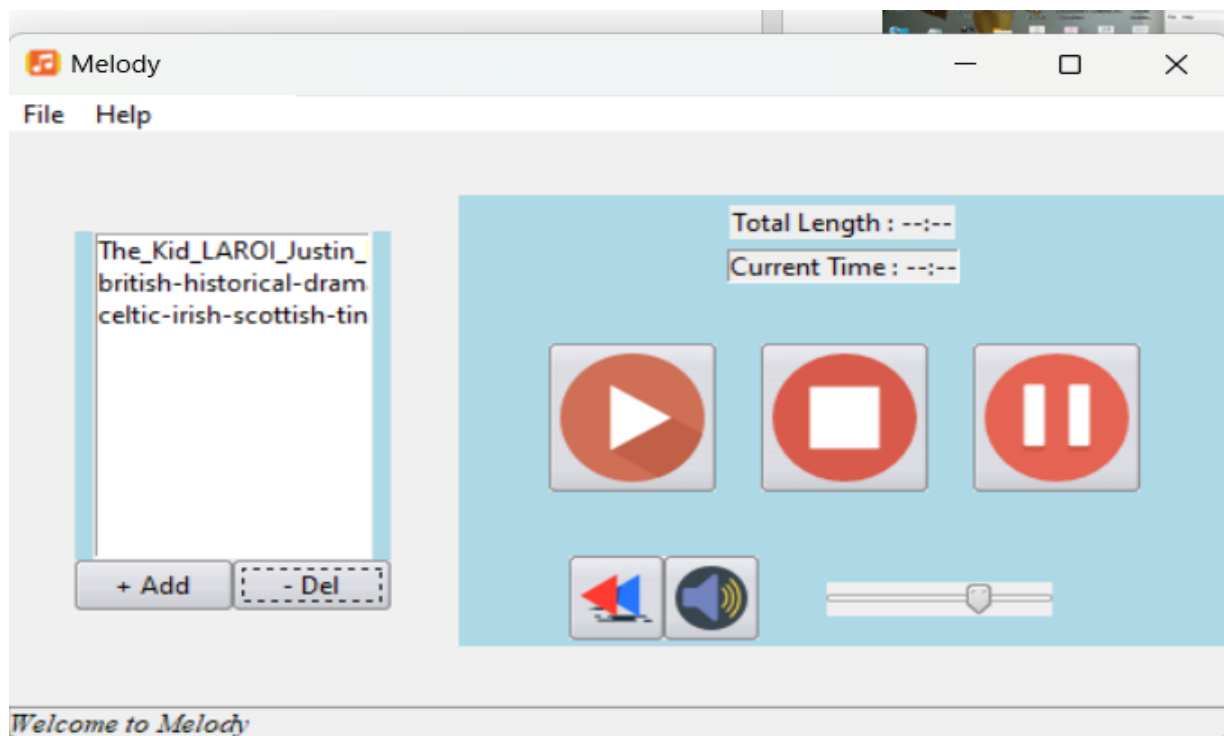 Melody
File Help
The_Kid_LAROI_Justin_
british-historical-dram
celtic-irish-scottish-tin
+ Add - Del
Total Length : --:--
Current Time : --:--
Welcome to Melody